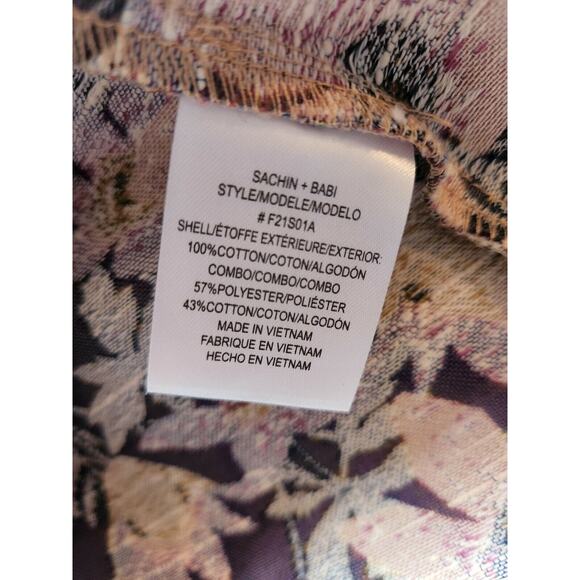 SACHIN + BABI
STYLE/MODELE/MODELO
# F21S01A
SHELL/ÉTOFFE EXTÉRIEURE/EXTERIOR:
100%COTTON/COTON/ALGODÓN
COMBO/COMBO/COMBO
57%POLYESTER/POLIÉSTER
43%COTTON/COTON/ALGODÓN
MADE IN VIETNAM
FABRIQUE EN VIETNAM
HECHO EN VIETNAM